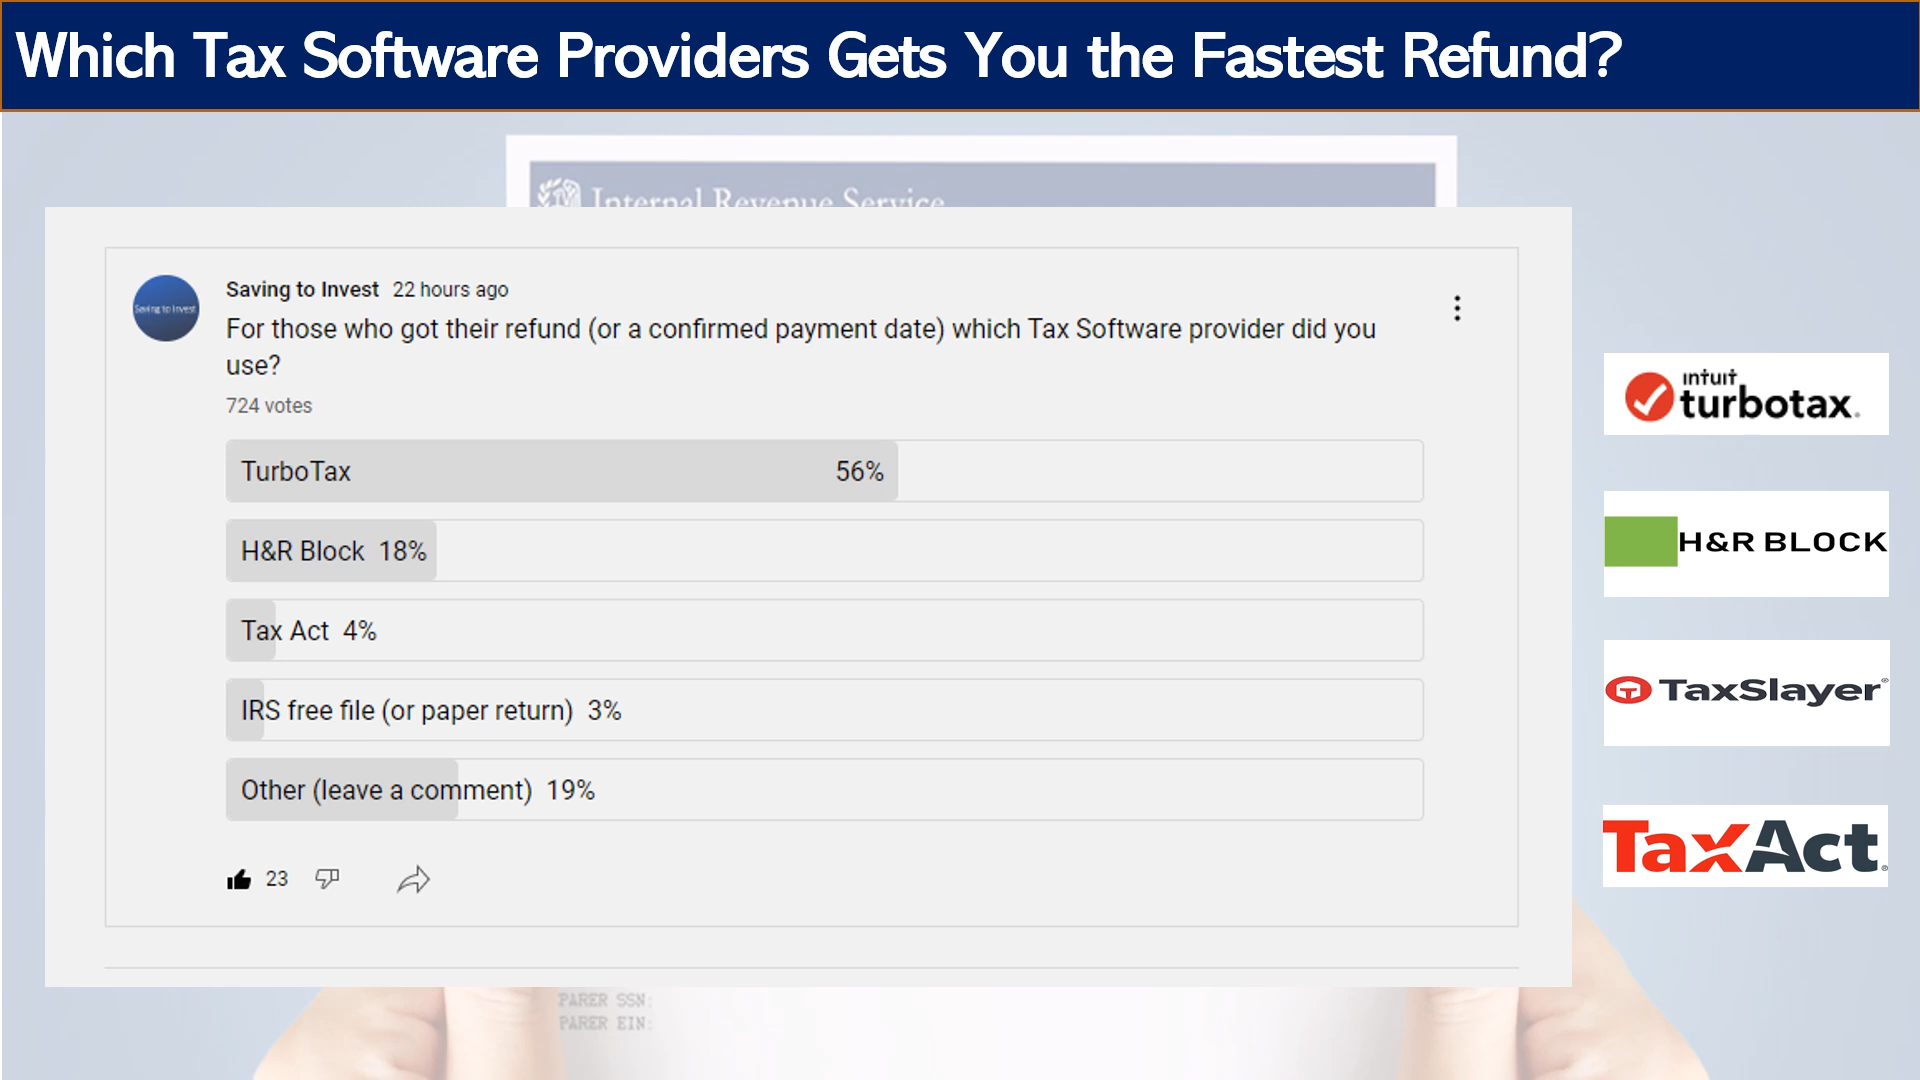 Which Tax Software Providers Gets You the Fastest Refund?
Internal Revenue Service
Saving to Invest
Saving to Invest 22 hours ago
For those who got their refund (or a confirmed payment date) which Tax Software provider did you
use?
724 votes
TurboTax 56%
H&R Block 18%
Tax Act 4%
IRS free file (or paper return) 3%
Other (leave a comment) 19%
23
intuit
turbotax.
H&R BLOCK
TaxSlayer®
TaxAct®
PARER SSN:
PARER EIN: